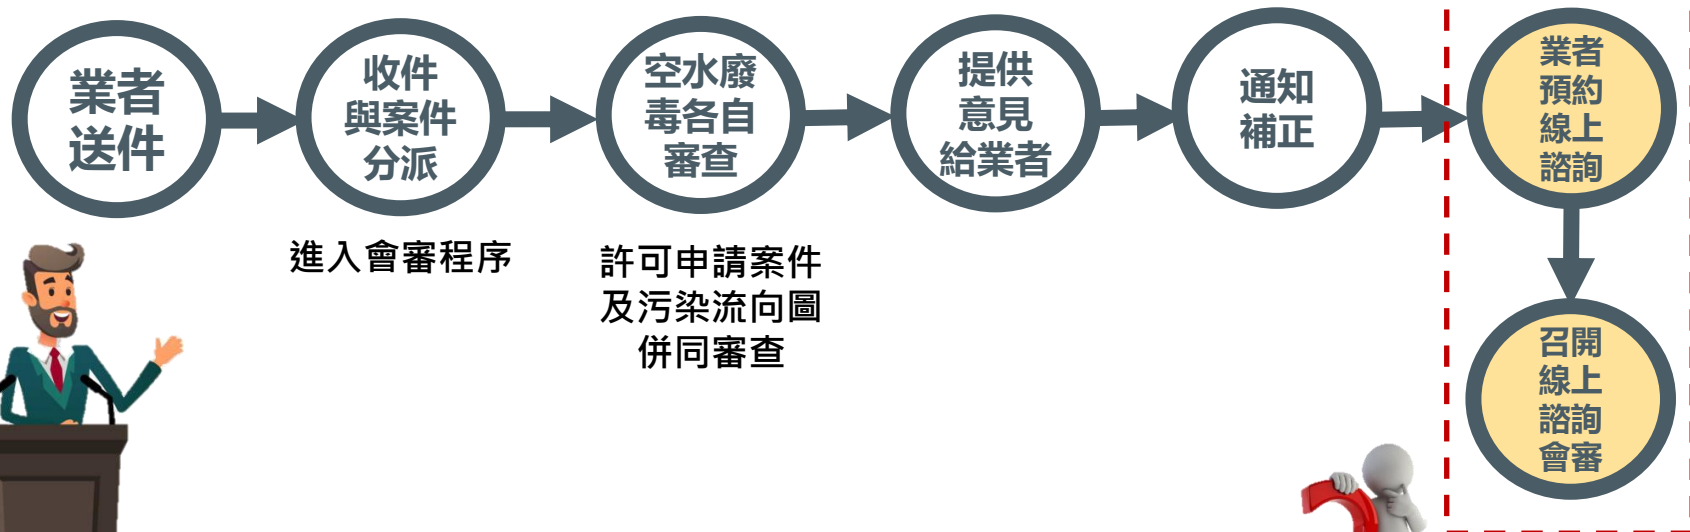 業者
送件
收件
與案件
分派
進入會審程序
空水廢
毒各自
審查
許可申請案件
及污染流向圖
併同審查
提供
意見
給業者
通知
補正
業者
預約
線上
諮詢
召開
線上
諮詢
會審